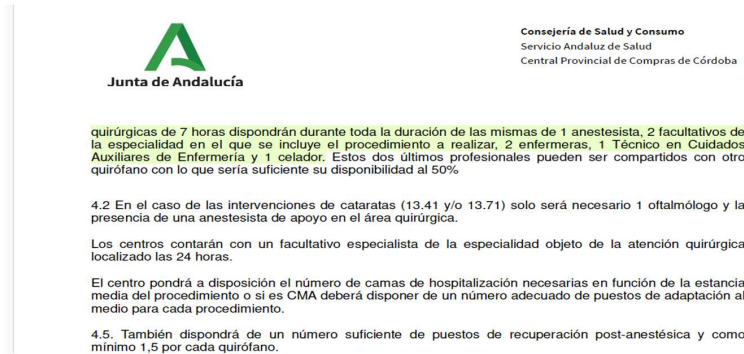 Junta de Andalucía
Consejería de Salud y Consumo
Servicio Andaluz de Salud
Central Provincial de Compras de Córdoba
quirúrgicas de 7 horas dispondrán durante toda la duración de las mismas de 1 anestesista, 2 facultativos de
la especialidad en el que se incluye el procedimiento a realizar, 2 enfermeras, 1 Técnico en Cuidados
Auxiliares de Enfermería y 1 celador. Estos dos últimos profesionales pueden ser compartidos con otro
quirófano con lo que sería suficiente su disponibilidad al 50%
4.2 En el caso de las intervenciones de cataratas (13.41 y/o 13.71) solo será necesario 1 oftalmólogo y la
presencia de una anestesista de apoyo en el área quirúrgica.
Los centros contarán con un facultativo especialista de la especialidad objeto de la atención quirúrgica
localizado las 24 horas.
El centro pondrá a disposición el número de camas de hospitalización necesarias en función de la estancia
media del procedimiento o si es CMA deberá disponer de un número adecuado de puestos de adaptación al
medio para cada procedimiento.
4.5. También dispondrá de un número suficiente de puestos de recuperación post-anestésica y como
mínimo 1,5 por cada quirófano.